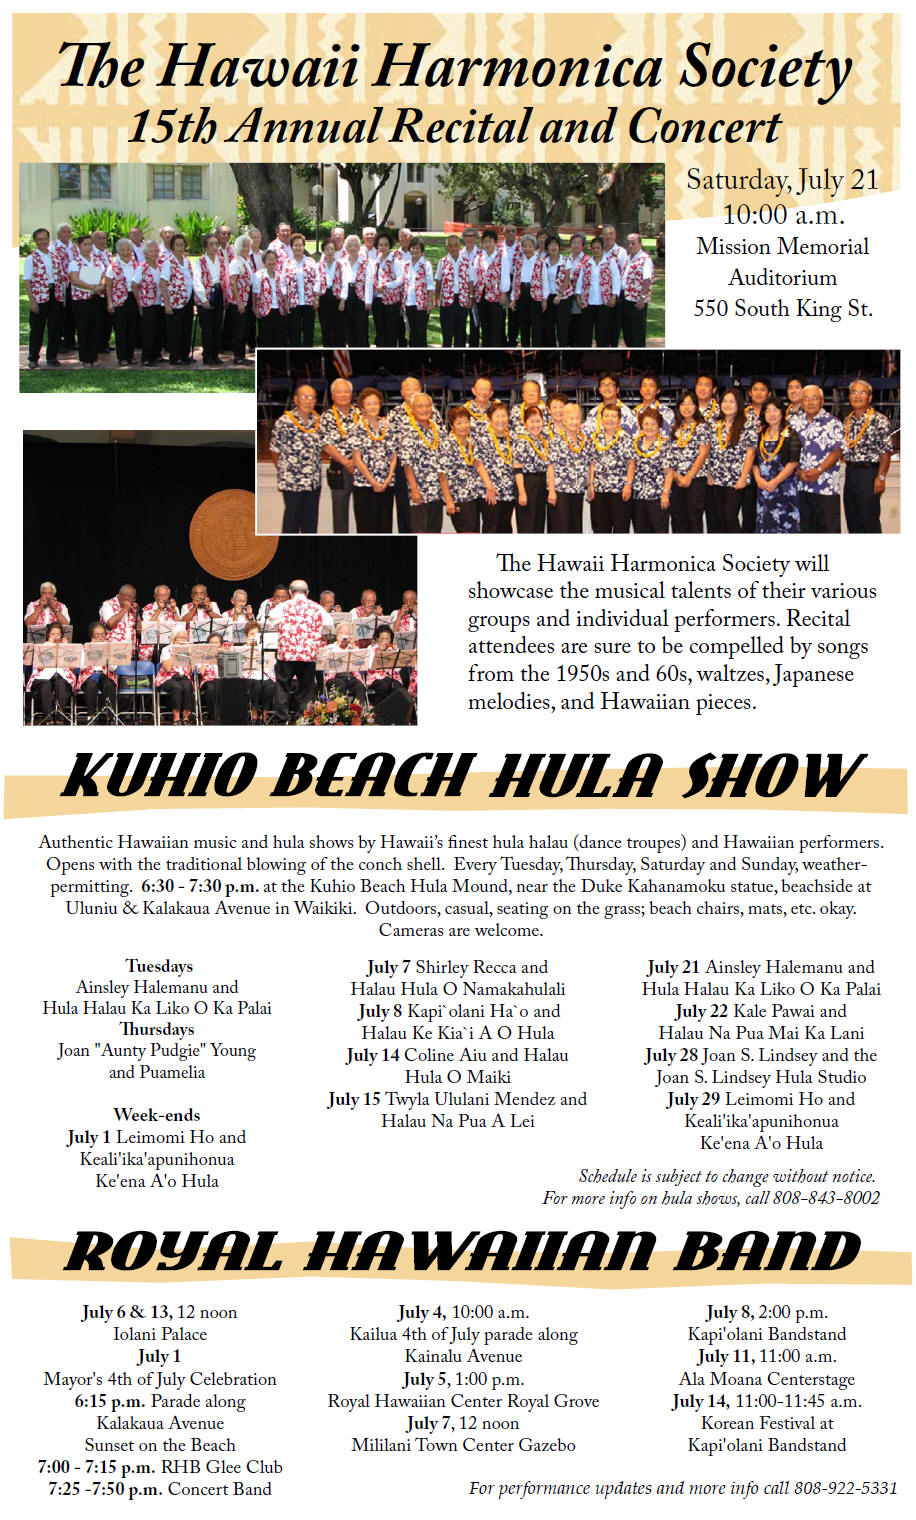 The Hawaii Harmonica Society
15th Annual Recital and Concert
Saturday, July 21
10:00 a.m.
Mission Memorial
Auditorium
550 South King St.
The Hawaii Harmonica Society will
showcase the musical talents of their various
groups and individual performers. Recital
attendees are sure to be compelled by songs
from the 1950s and 60s, waltzes, Japanese
melodies, and Hawaiian pieces.
KUHIO BEACH HULA SHOW
Authentic Hawaiian music and hula shows by Hawaii's finest hula halau (dance troupes) and Hawaiian performers.
Opens with the traditional blowing of the conch shell. Every Tuesday, Thursday, Saturday and Sunday, weather-
permitting. 6:30 - 7:30 p.m. at the Kuhio Beach Hula Mound, near the Duke Kahanamoku statue, beachside at
Uluniu & Kalakaua Avenue in Waikiki. Outdoors, casual, seating on the grass; beach chairs, mats, etc. okay.
Cameras are welcome.
Tuesdays
Ainsley Halemanu and
Hula Halau Ka Liko O Ka Palai
Thursdays
Joan "Aunty Pudgie" Young
and Puamelia
Week-ends
July 1 Leimomi Ho and
Keali'ika'apunihonua
Ke'ena A'o Hula
July 7 Shirley Recca and
Halau Hula O Namakahulali
July 8 Kapi`olani Ha`o and
Halau Ke Kia`i A O Hula
July 14 Coline Aiu and Halau
Hula O Maiki
July 15 Twyla Ululani Mendez and
Halau Na Pua A Lei
July 21 Ainsley Halemanu and
Hula Halau Ka Liko O Ka Palai
July 22 Kale Pawai and
Halau Na Pua Mai Ka Lani
July 28 Joan S. Lindsey and the
Joan S. Lindsey Hula Studio
July 29 Leimomi Ho and
Keali'ika'apunihonua
Ke'ena A'o Hula
Schedule is subject to change without notice.
For more info on hula shows, call 808-843-8002
ROYAL HAWAIIAN BAND
July 6 & 13, 12 noon
Iolani Palace
July 1
Mayor's 4th of July Celebration
6:15 p.m. Parade along
Kalakaua Avenue
Sunset on the Beach
7:00 - 7:15 p.m. RHB Glee Club
7:25 -7:50 p.m. Concert Band
July 4, 10:00 a.m.
Kailua 4th of July parade along
Kainalu Avenue
July 5, 1:00 p.m.
Royal Hawaiian Center Royal Grove
July 7, 12 noon
Mililani Town Center Gazebo
July 8, 2:00 p.m.
Kapi'olani Bandstand
July 11, 11:00 a.m.
Ala Moana Centerstage
July 14, 11:00-11:45 a.m.
Korean Festival at
Kapi'olani Bandstand
For performance updates and more info call 808-922-5331